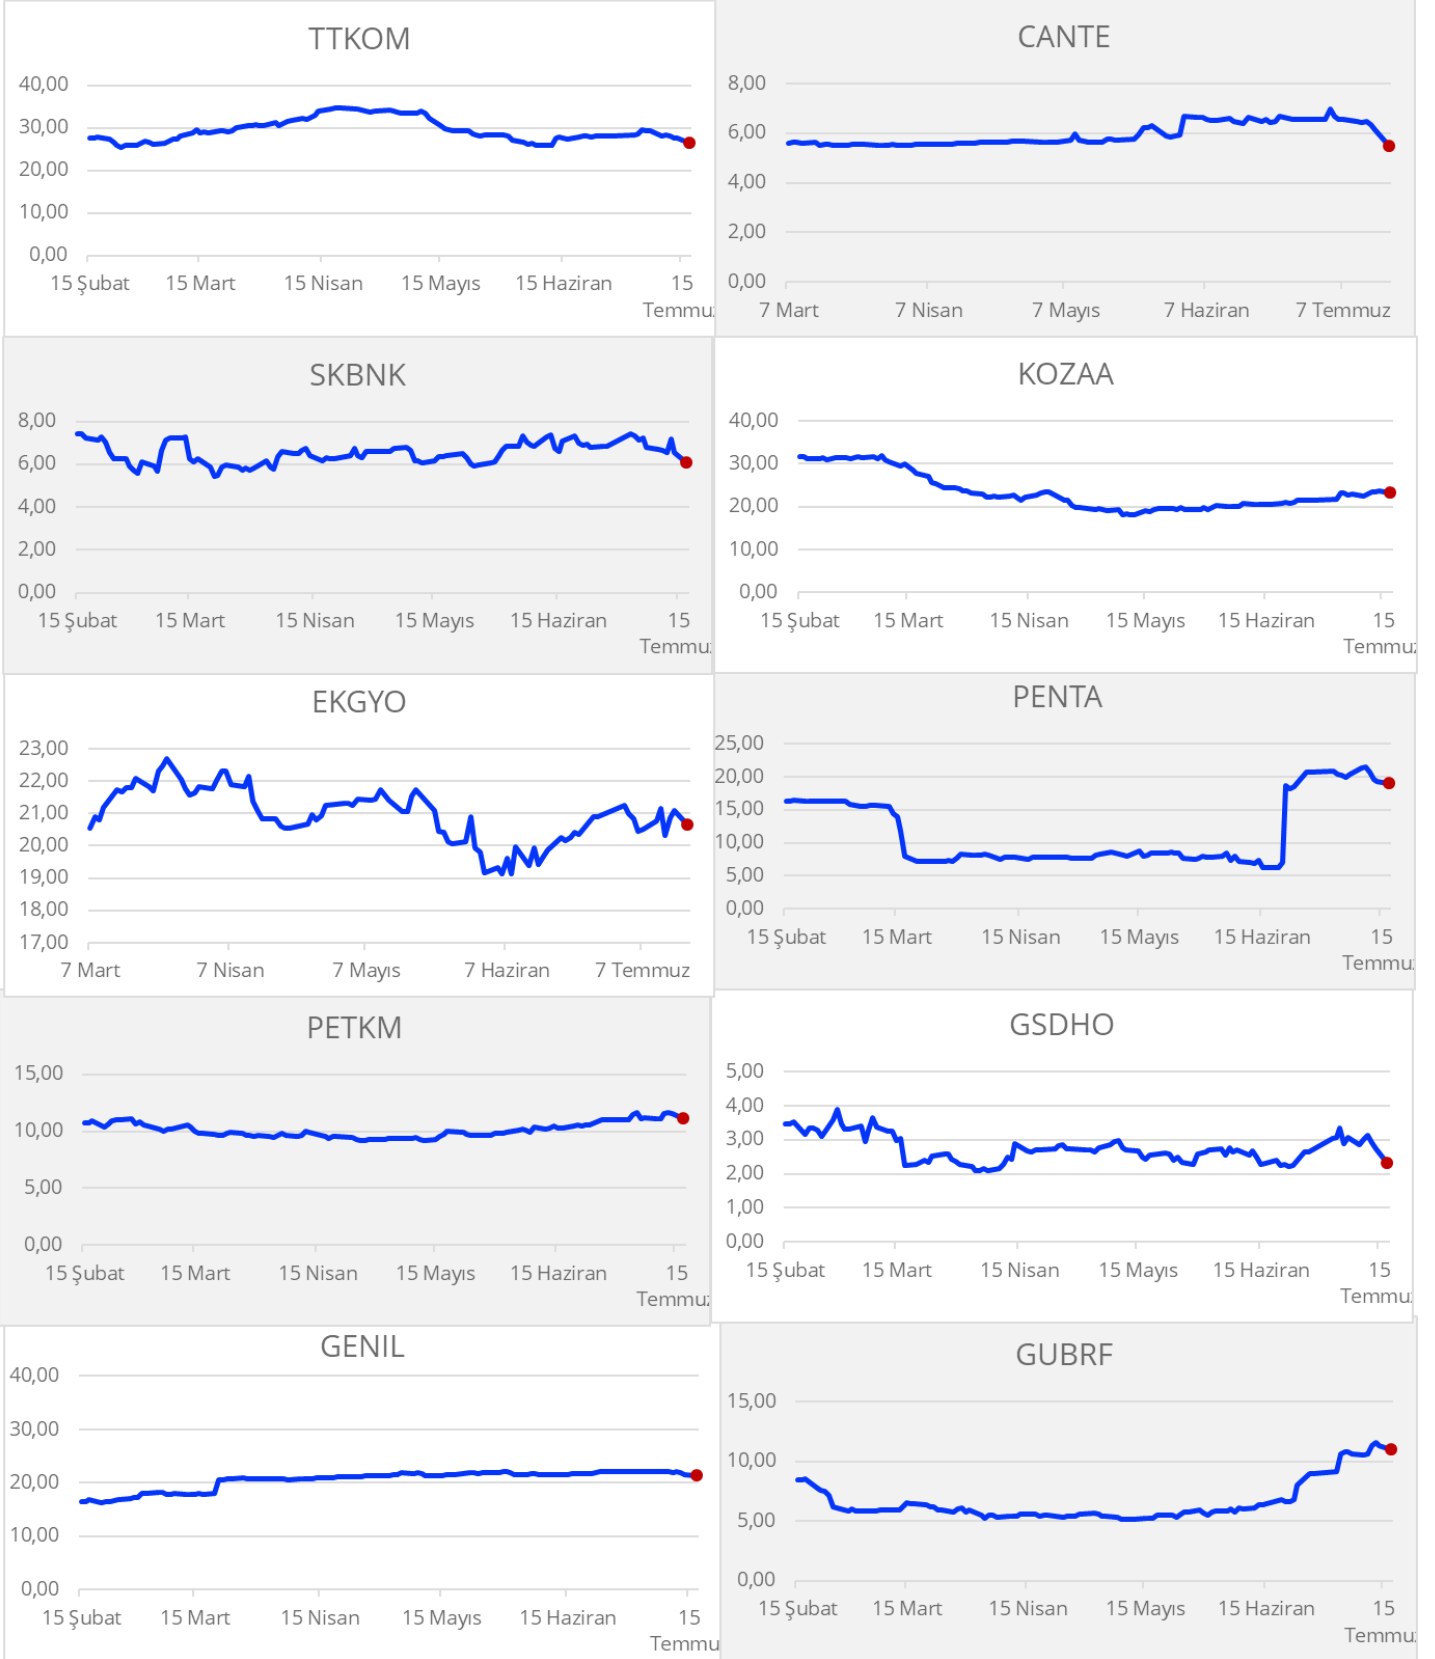 TTKOM
40,00
30,00
20,00
10,00
0,00
15 Şubat 15 Mart 15 Nisan 15 Mayıs 15 Haziran 15
Temmuz
CANTE
8,00
6,00
4,00
2,00
0,00
7 Mart 7 Nisan 7 Mayıs 7 Haziran 7 Temmuz
SKBNK
8,00
6,00
4,00
2,00
0,00
15 Şubat 15 Mart 15 Nisan 15 Mayıs 15 Haziran 15
Temmuz
KOZAA
40,00
30,00
20,00
10,00
0,00
15 Şubat 15 Mart 15 Nisan 15 Mayıs 15 Haziran 15
Temmuz
EKGYO
23,00
22,00
21,00
20,00
19,00
18,00
17,00
7 Mart 7 Nisan 7 Mayıs 7 Haziran 7 Temmuz
PENTA
25,00
20,00
15,00
10,00
5,00
0,00
15 Şubat 15 Mart 15 Nisan 15 Mayıs 15 Haziran 15
Temmuz
PETKM
15,00
10,00
5,00
0,00
15 Şubat 15 Mart 15 Nisan 15 Mayıs 15 Haziran 15
Temmuz
GSDHO
5,00
4,00
3,00
2,00
1,00
0,00
15 Şubat 15 Mart 15 Nisan 15 Mayıs 15 Haziran 15
Temmuz
GENIL
40,00
30,00
20,00
10,00
0,00
15 Şubat 15 Mart 15 Nisan 15 Mayıs 15 Haziran 15
Temmu
GUBRF
15,00
10,00
5,00
0,00
15 Şubat 15 Mart 15 Nisan 15 Mayıs 15 Haziran 15
Temmuz